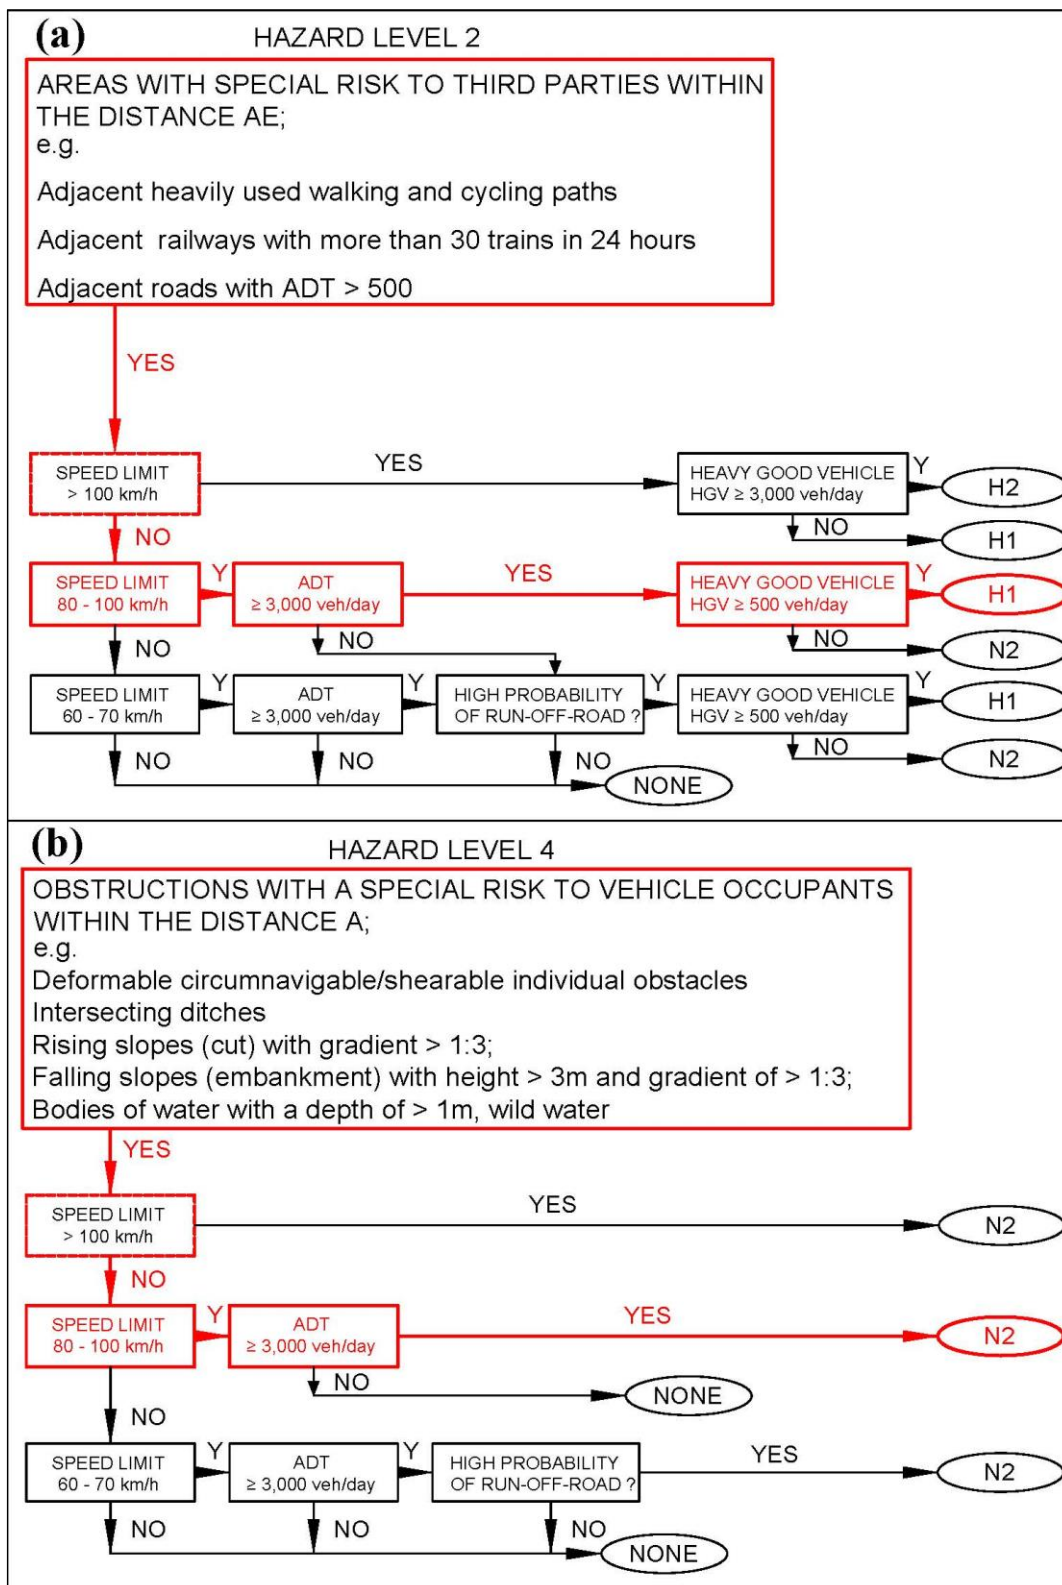 (a)
HAZARD LEVEL 2
AREAS WITH SPECIAL RISK TO THIRD PARTIES WITHIN
THE DISTANCE AE;
e.g.
Adjacent heavily used walking and cycling paths
Adjacent railways with more than 30 trains in 24 hours
Adjacent roads with ADT > 500
YES
SPEED LIMIT
> 100 km/h
YES
HEAVY GOOD VEHICLE
HGV ≥ 3,000 veh/day
Y
H2
NO
H1
NO
SPEED LIMIT
80 - 100 km/h
Y
ADT
≥ 3,000 veh/day
YES
HEAVY GOOD VEHICLE
HGV ≥ 500 veh/day
Y
H1
NO
N2
NO
NO
SPEED LIMIT
60 - 70 km/h
Y
ADT
≥ 3,000 veh/day
Y
HIGH PROBABILITY
OF RUN-OFF-ROAD ?
Y
HEAVY GOOD VEHICLE
HGV ≥ 500 veh/day
Y
H1
NO
N2
NO
NO
NO
NONE
(b)
HAZARD LEVEL 4
OBSTRUCTIONS WITH A SPECIAL RISK TO VEHICLE OCCUPANTS
WITHIN THE DISTANCE A;
e.g.
Deformable circumnavigable/shearable individual obstacles
Intersecting ditches
Rising slopes (cut) with gradient > 1:3;
Falling slopes (embankment) with height > 3m and gradient of > 1:3;
Bodies of water with a depth of > 1m, wild water
YES
SPEED LIMIT
> 100 km/h
YES
N2
NO
SPEED LIMIT
80 - 100 km/h
Y
ADT
≥ 3,000 veh/day
YES
N2
NO
NONE
NO
SPEED LIMIT
60 - 70 km/h
Y
ADT
≥ 3,000 veh/day
Y
HIGH PROBABILITY
OF RUN-OFF-ROAD ?
YES
N2
NO
NO
NO
NONE